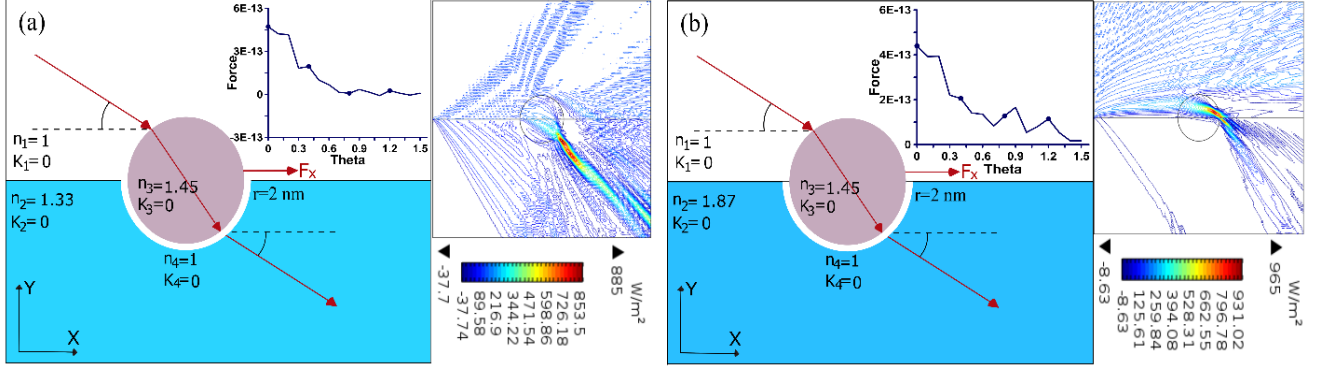 (a)
6E-13
3E-13
0
-3E-13
Force
0 0.3 0.6 0.9 1.2 1.5
Theta
n₁=1
K₁=0
n₃=1.45
K₃=0
Fₓ
r=2 nm
n₂=1.33
K₂=0
n₄=1
K₄=0
Y
X
-37.7
885
W/m²
-37.74
89.58
216.9
344.22
471.54
598.86
726.18
853.5
(b)
6E-13
4E-13
2E-13
0
Force
0 0.3 0.6 0.9 1.2 1.5
Theta
n₁=1
K₁=0
n₃=1.45
K₃=0
Fₓ
r=2 nm
n₂=1.87
K₂=0
n₄=1
K₄=0
Y
X
-8.63
965
W/m²
-8.63
125.61
259.84
394.08
528.31
662.55
796.78
931.02